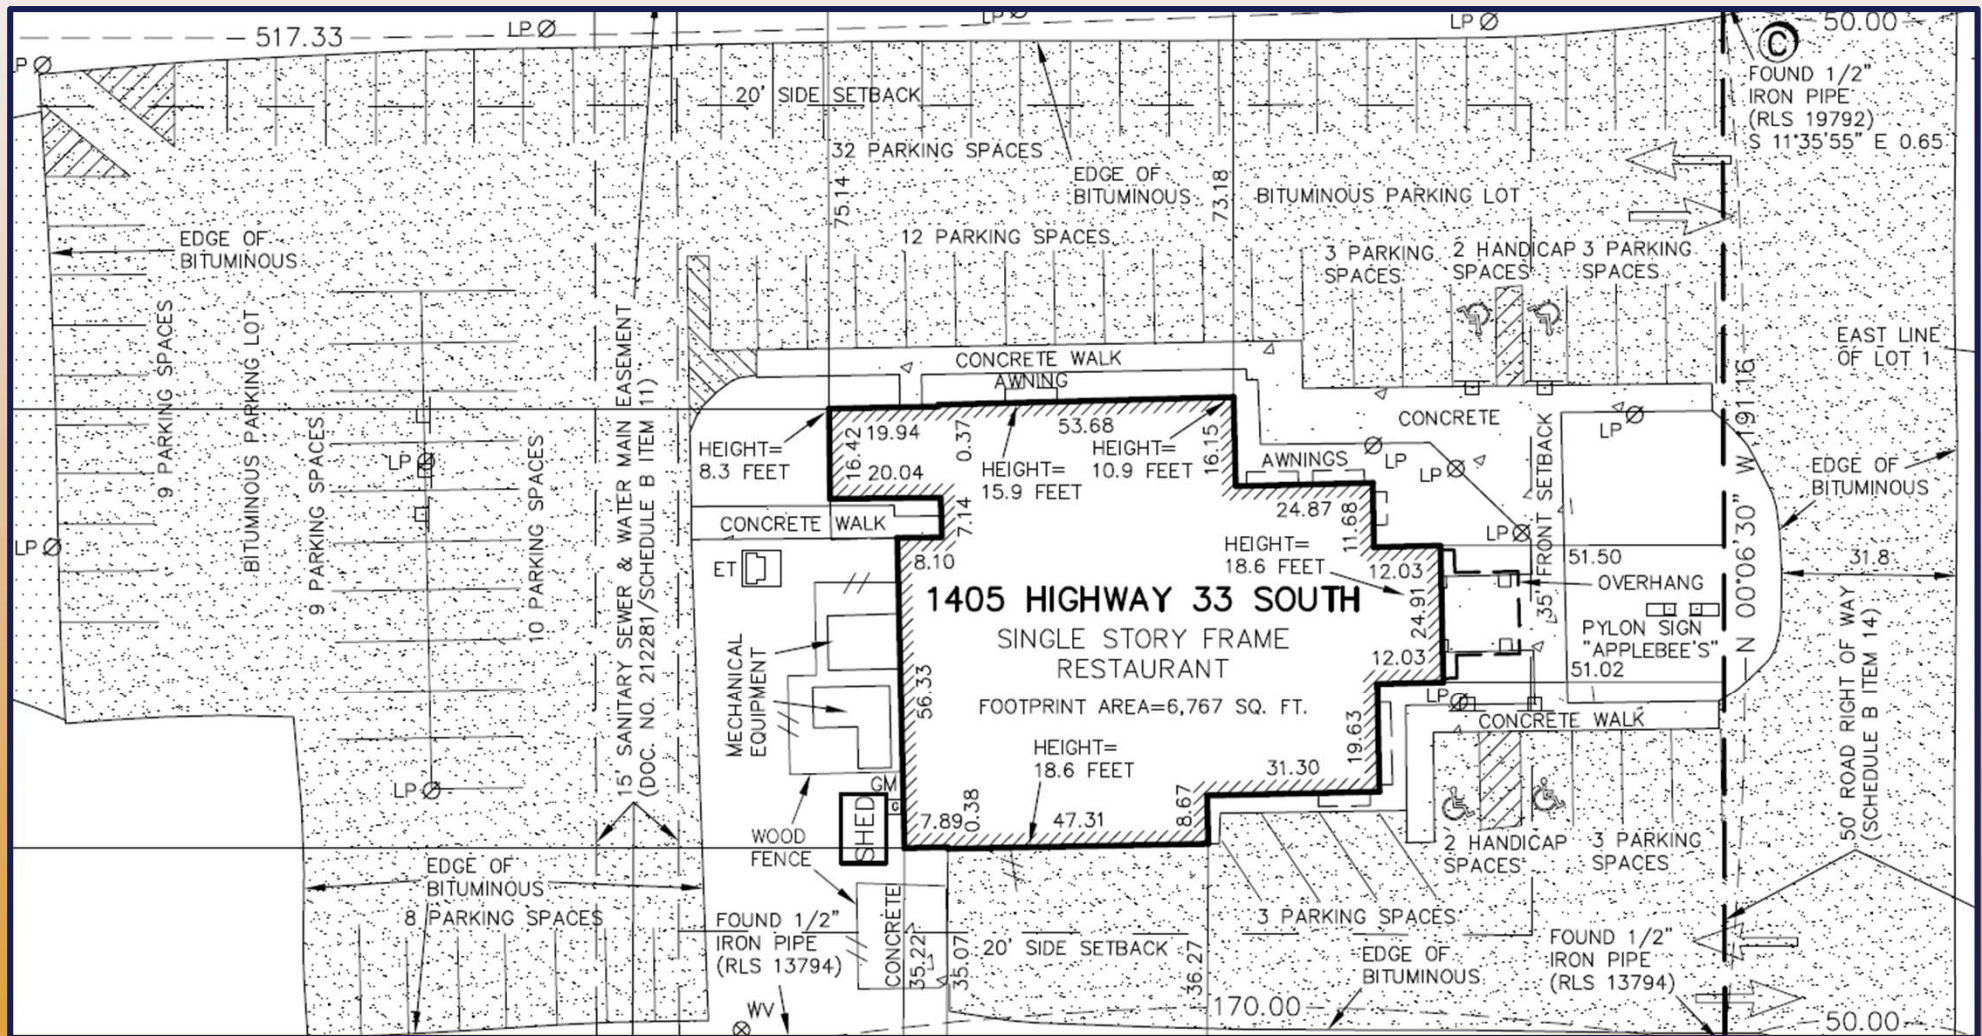 517.33
LP
LP
LP
50.00
C
LP
FOUND 1/2"
IRON PIPE
(RLS 19792)
S 11°35'55" E 0.65
20' SIDE SETBACK
32 PARKING SPACES
EDGE OF
BITUMINOUS
75.14
73.18
BITUMINOUS PARKING LOT
12 PARKING SPACES
3 PARKING
SPACES
2 HANDICAP
SPACES
3 PARKING
SPACES
EDGE OF
BITUMINOUS
9 PARKING SPACES
BITUMINOUS PARKING LOT
9 PARKING SPACES
LP
10 PARKING SPACES
15' SANITARY SEWER & WATER MAIN EASEMENT
(DOC. NO. 2122281/SCHEDULE B ITEM 11)
EAST LINE
OF LOT 1
CONCRETE WALK
AWNING
HEIGHT=
8.3 FEET
16.42
19.94
20.04
0.37
HEIGHT=
15.9 FEET
53.68
HEIGHT=
10.9 FEET
16.15
CONCRETE
AWNINGS
LP
LP
LP
LP
35' FRONT SETBACK
N 00°06'30" W 191.16
EDGE OF
BITUMINOUS
LP
CONCRETE WALK
7.14
24.87
11.68
HEIGHT=
18.6 FEET
ET
8.10
12.03
51.50
OVERHANG
31.8
1405 HIGHWAY 33 SOUTH
SINGLE STORY FRAME
RESTAURANT
FOOTPRINT AREA=6,767 SQ. FT.
24.91
12.03
PYLON SIGN
"APPLEBEE'S"
51.02
MECHANICAL
EQUIPMENT
56.33
LP
CONCRETE WALK
19.63
HEIGHT=
18.6 FEET
31.30
50' ROAD RIGHT OF WAY
(SCHEDULE B ITEM 14)
LP
GM
G
SHED
7.89
0.38
47.31
8.67
WOOD
FENCE
2 HANDICAP
SPACES
3 PARKING
SPACES
EDGE OF
BITUMINOUS
8 PARKING SPACES
FOUND 1/2"
IRON PIPE
(RLS 13794)
CONCRETE
35.22
35.07
20' SIDE SETBACK
36.27
3 PARKING SPACES
EDGE OF
BITUMINOUS
FOUND 1/2"
IRON PIPE
(RLS 13794)
WV
170.00
50.00